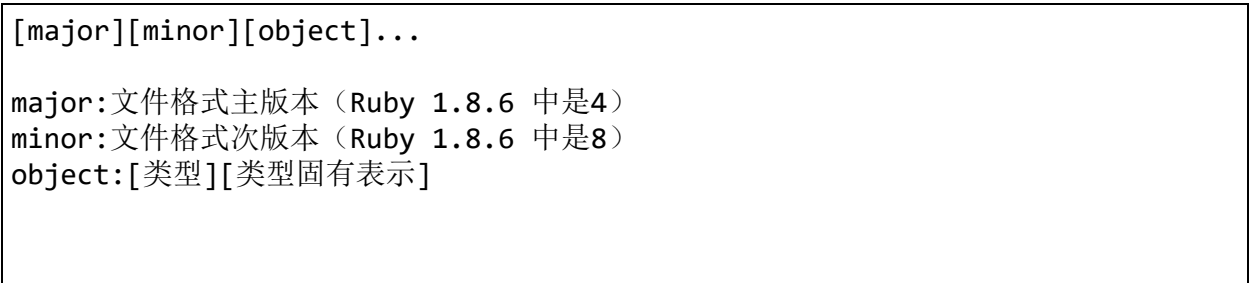 [major][minor][object]...
major:文件格式主版本（Ruby 1.8.6 中是4）
minor:文件格式次版本（Ruby 1.8.6 中是8）
object:[类型][类型固有表示]